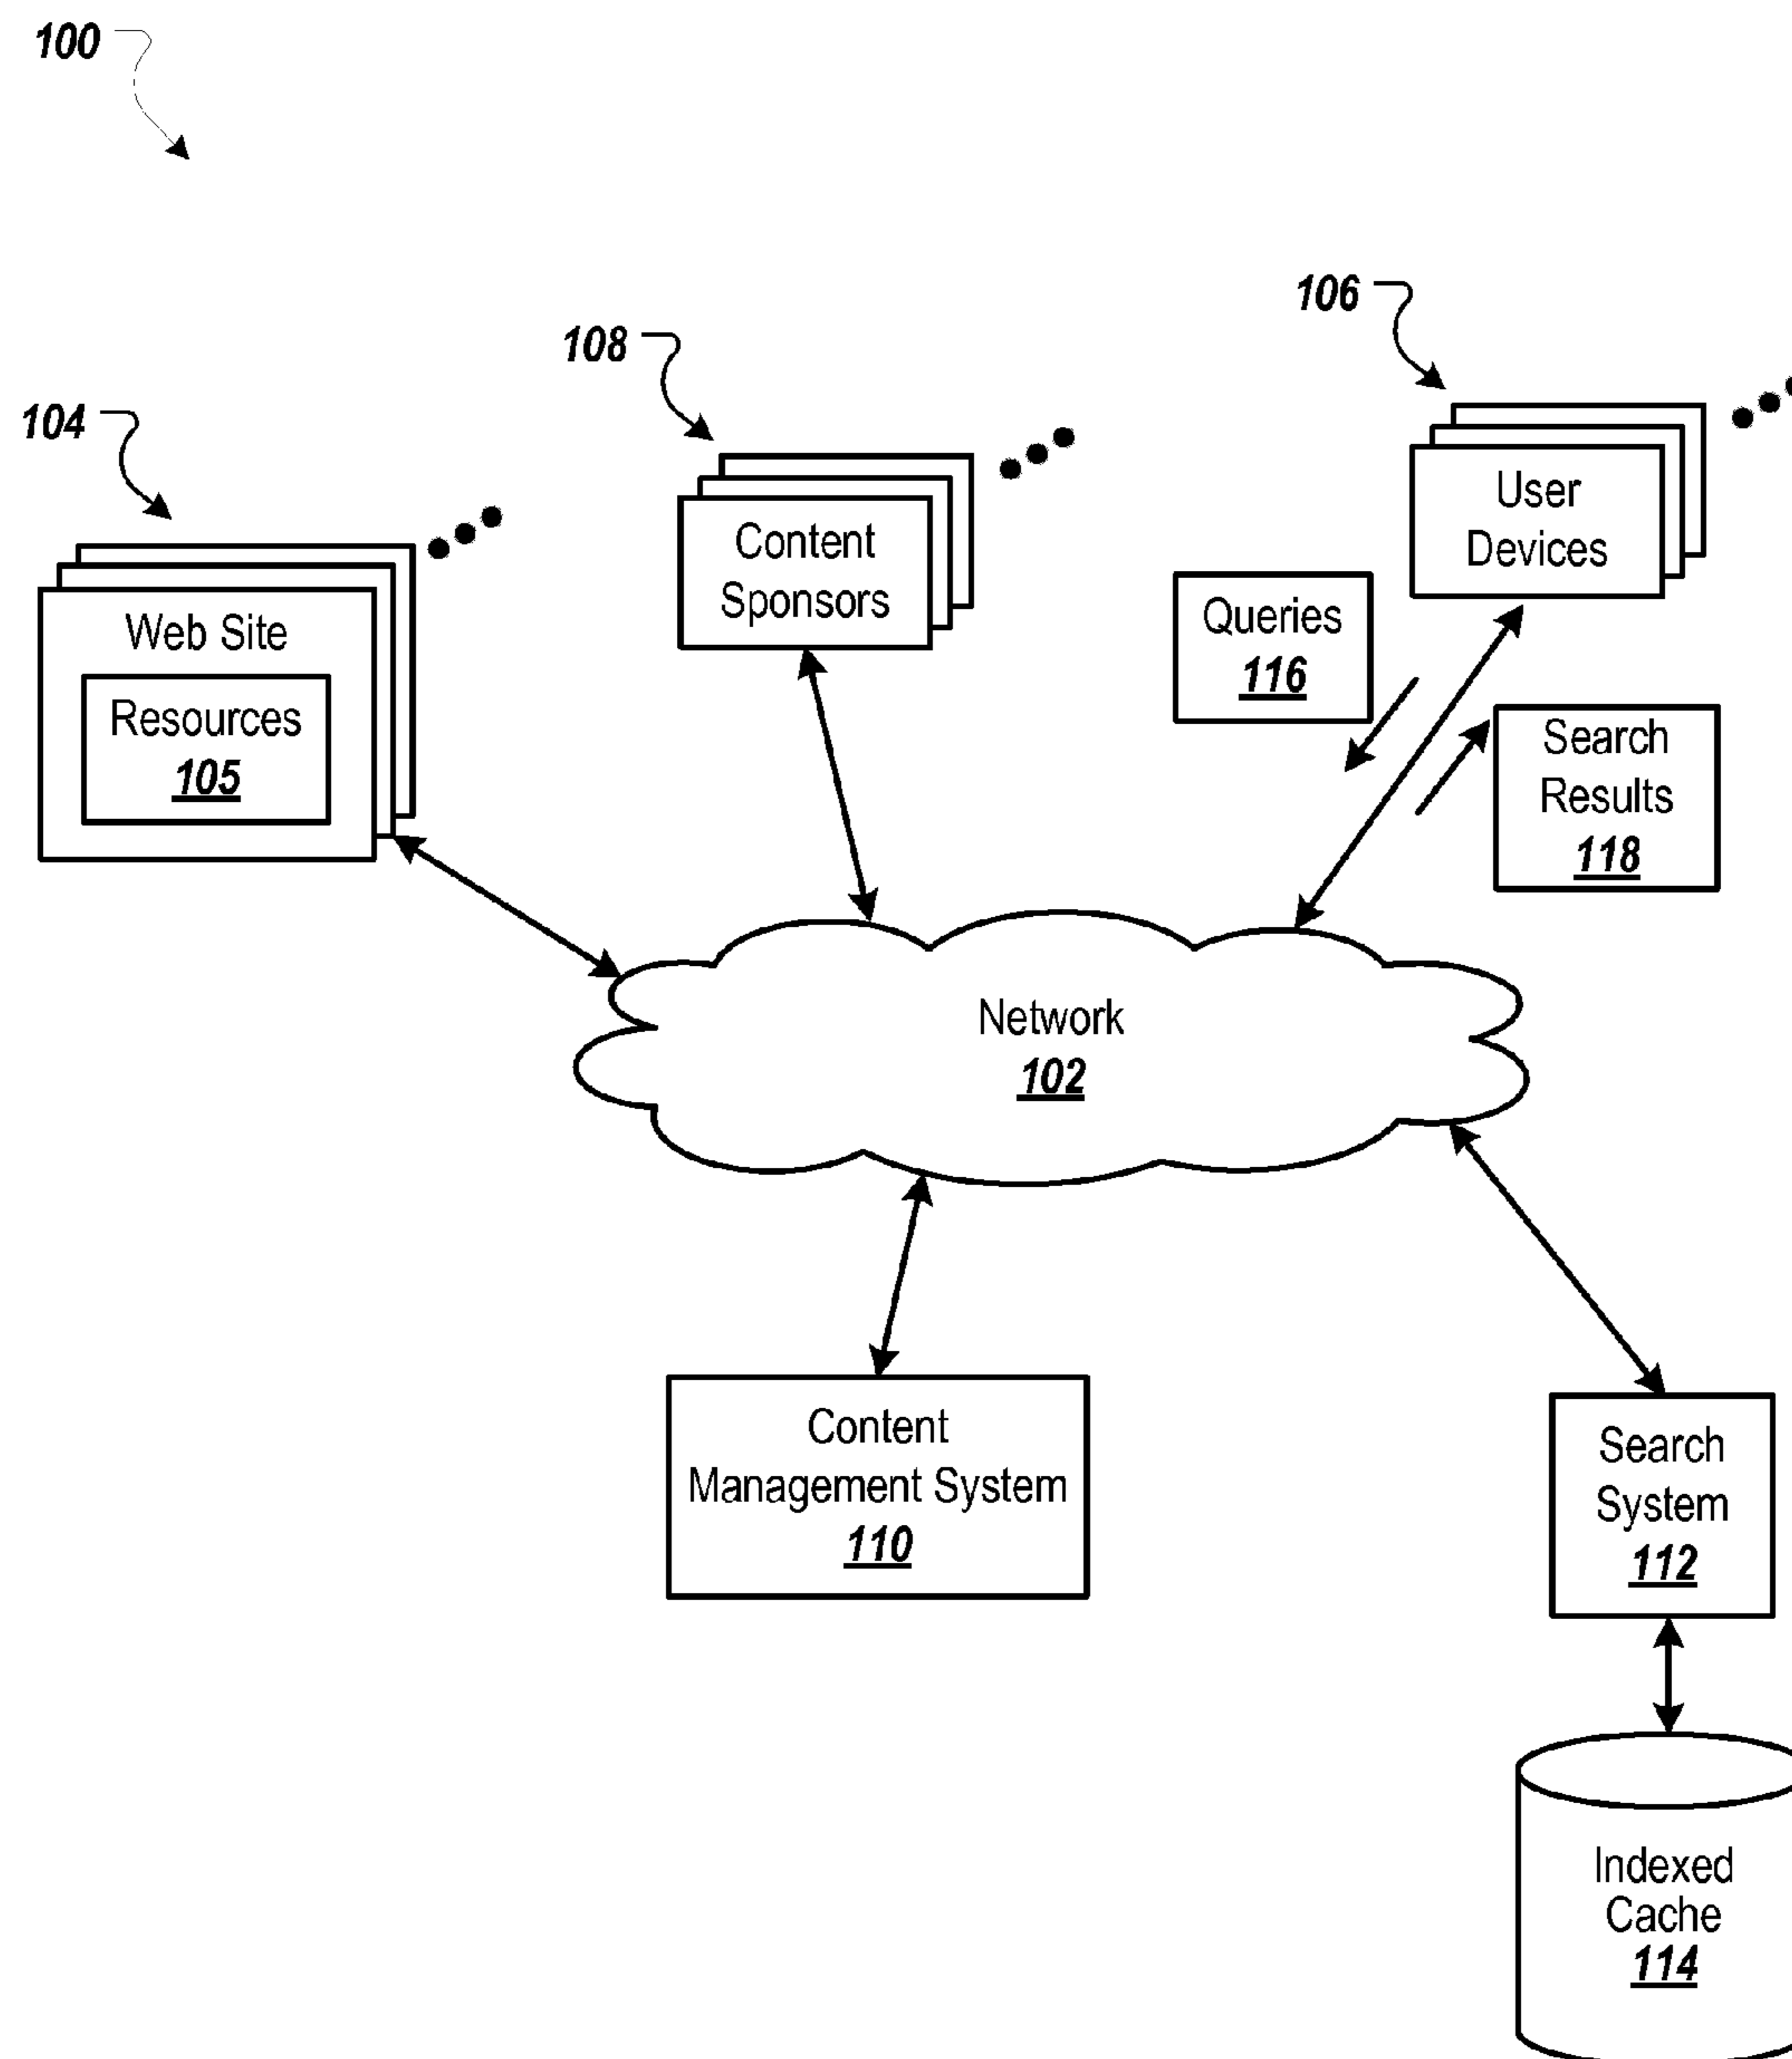 100
106
108
104
User
Devices
Content
Sponsors
Queries
116
Web Site
Resources
105
Search
Results
118
Network
102
Content
Management System
110
Search
System
112
Indexed
Cache
114